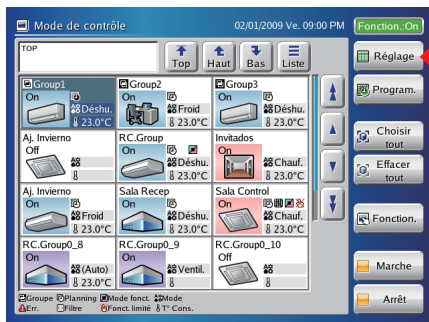 Mode de contrôle 02/01/2009 Ve. 09:00 PM Fonction.:On
TOP
Top Haut Bas Liste
Réglage
Program.
Choisir tout
Effacer tout
Fonction.
Marche
Arrêt
Group1 Group2 Group3
On On On
Déshu. Froid Déshu.
23.0°C 23.0°C 23.0°C
Aj. Invierno RC.Group Invitados
Off On On
Déshu. Chauf.
23.0°C 23.0°C
Aj. Invierno Sala Recep Sala Control
On On On
Froid Déshu. Chauf.
23.0°C 23.0°C 23.0°C
RC.Group0_8 RC.Group0_9 RC.Group0_10
On On Off
(Auto) Ventil.
Groupe Planning Mode fonct. Mode
Err. Filtre Fonct. limité T° Cons.